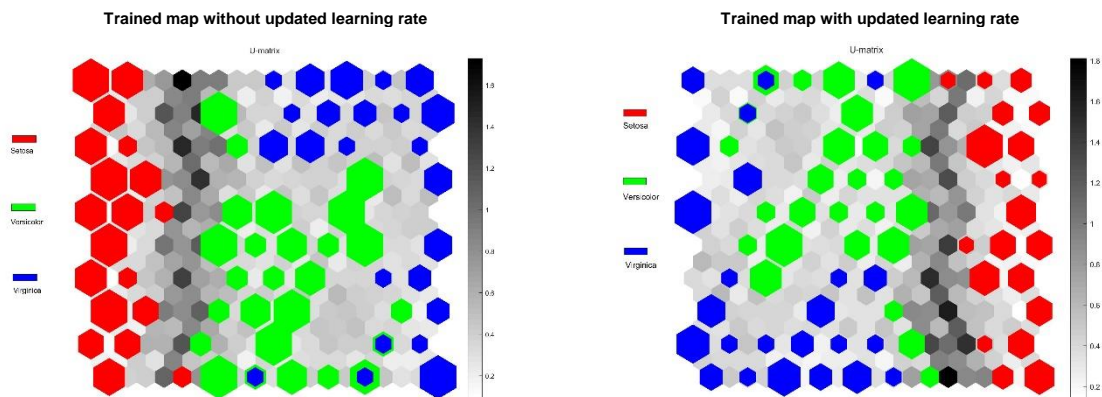 Trained map without updated learning rate
U-matrix
Setosa
Versicolor
Virginica
1.6
1.4
1.2
1
0.8
0.6
0.4
0.2
Trained map with updated learning rate
U-matrix
Setosa
Versicolor
Virginica
1.8
1.6
1.4
1.2
1
0.8
0.6
0.4
0.2